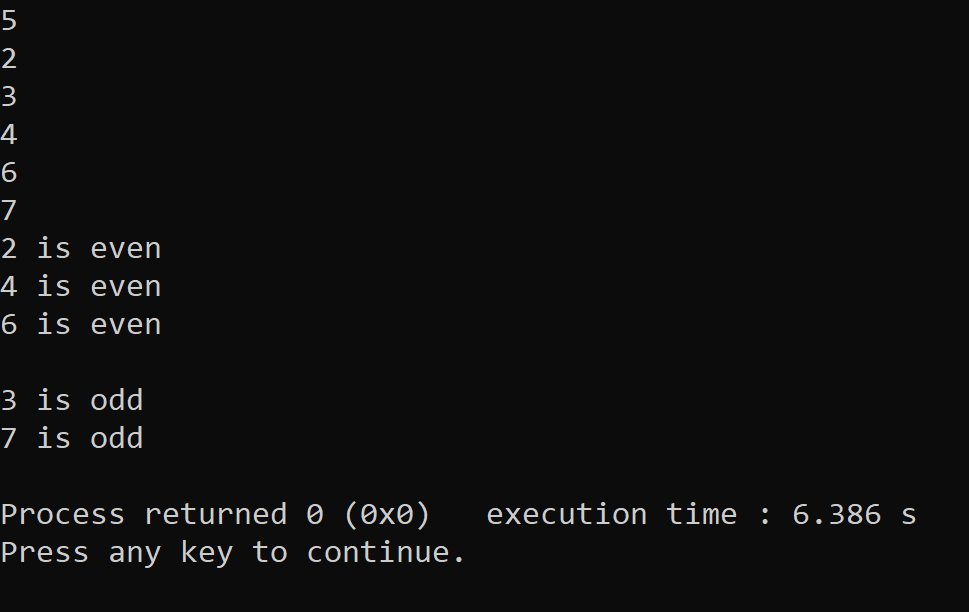 5
2
3
4
6
7
2 is even
4 is even
6 is even
3 is odd
7 is odd
Process returned 0 (0x0)   execution time : 6.386 s
Press any key to continue.